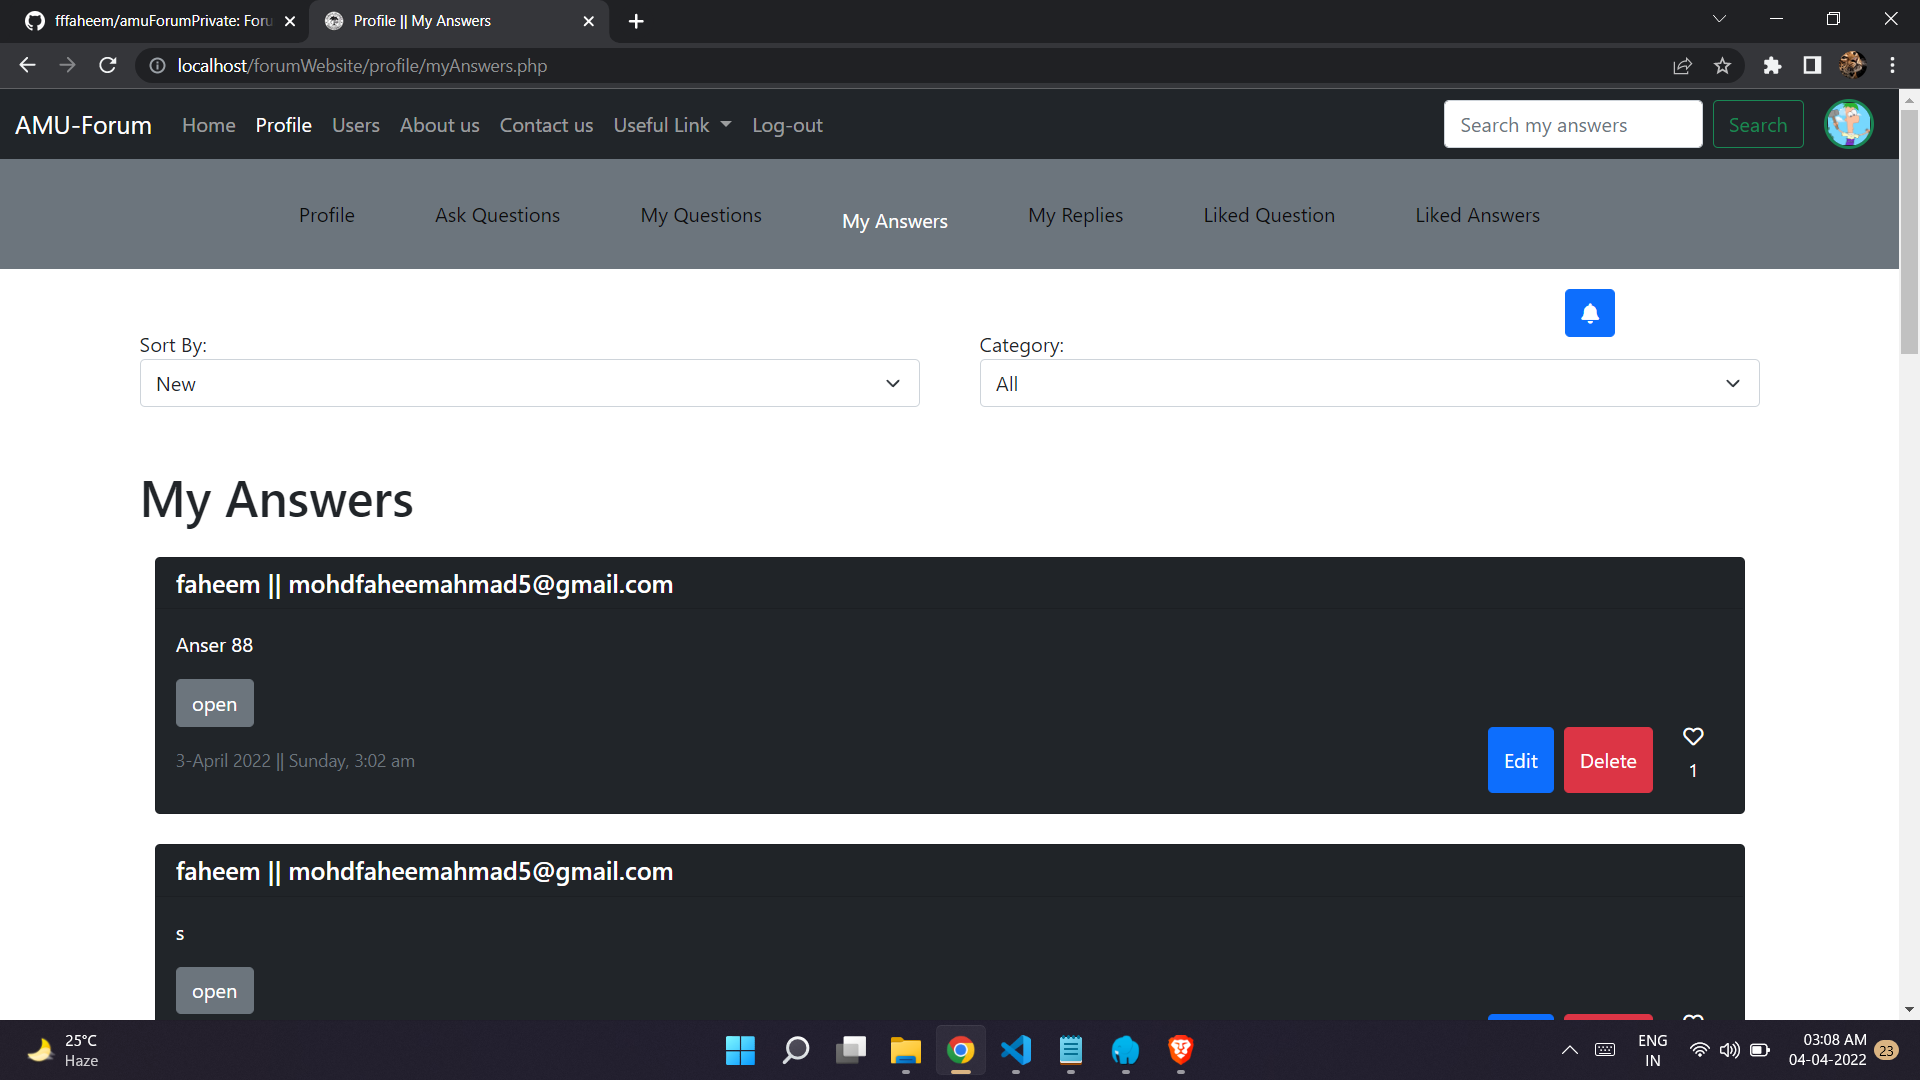 fffaheem/amuForumPrivate: Foru
Profile || My Answers
localhost/forumWebsite/profile/myAnswers.php
AMU-Forum Home Profile Users About us Contact us Useful Link Log-out Search my answers Search
Profile Ask Questions My Questions My Answers My Replies Liked Question Liked Answers
Sort By: Category:
New All
My Answers
faheem || mohdfaheemahmad5@gmail.com
Anser 88
open
3-April 2022 || Sunday, 3:02 am
Edit Delete 1
faheem || mohdfaheemahmad5@gmail.com
s
open
25°C
Haze
ENG
IN
03:08 AM
04-04-2022
23